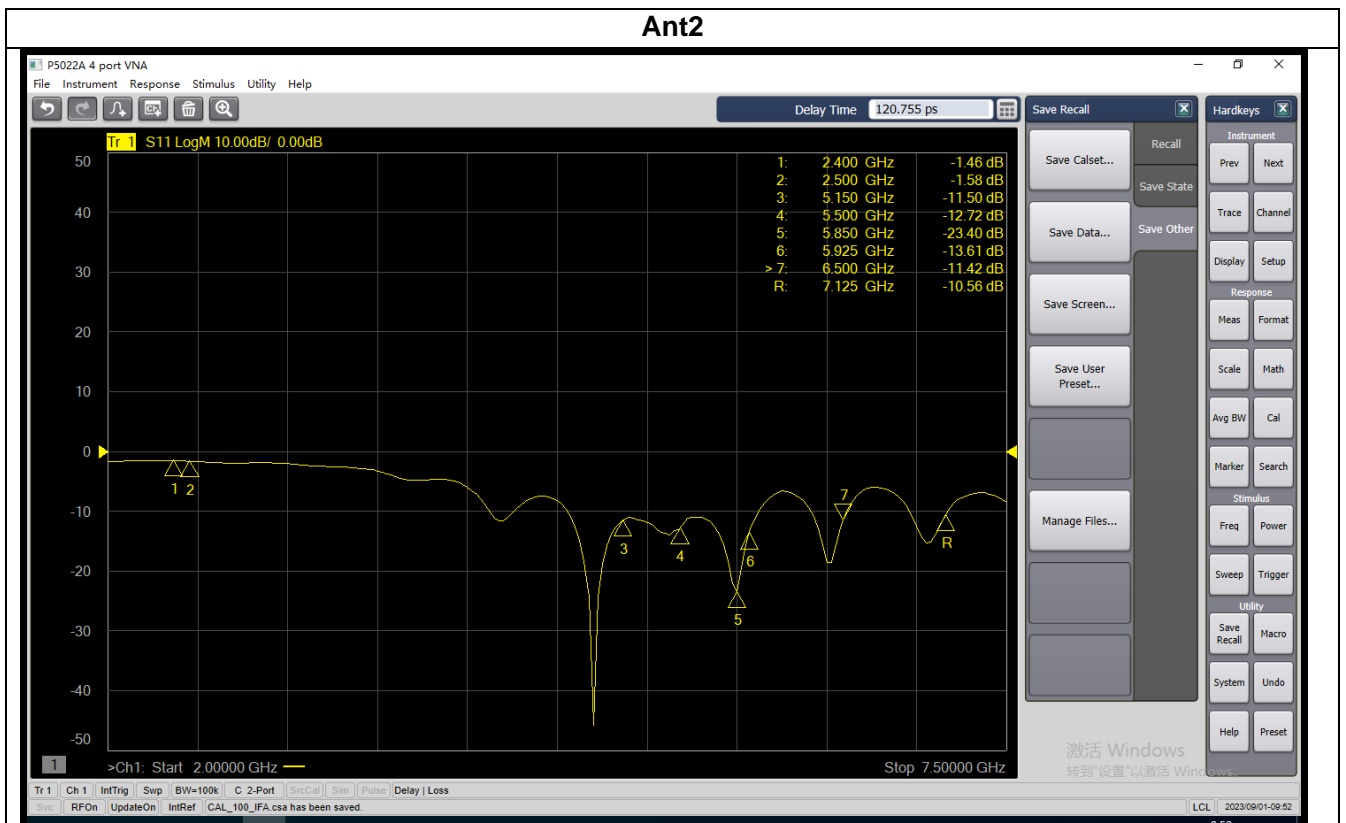 Ant2
P5022A 4 port VNA
File Instrument Response Stimulus Utility Help
Delay Time 120.755 ps
Tr 1 S11 LogM 10.00dB/ 0.00dB
1: 2.400 GHz -1.46 dB
2: 2.500 GHz -1.58 dB
3: 5.150 GHz -11.50 dB
4: 5.500 GHz -12.72 dB
5: 5.850 GHz -23.40 dB
6: 5.925 GHz -13.61 dB
> 7: 6.500 GHz -11.42 dB
R: 7.125 GHz -10.56 dB
50
40
30
20
10
0
-10
-20
-30
-40
-50
1 2
3
4
5
6
7
R
1
>Ch1: Start 2.00000 GHz
Stop 7.50000 GHz
Save Recall
Save Calset...
Save Data...
Save Screen...
Save User Preset...
Manage Files...
Recall
Save State
Save Other
Hardkeys
Instrument
Prev Next
Trace Channel
Display Setup
Response
Meas Format
Scale Math
Avg BW Cal
Marker Search
Stimulus
Freq Power
Sweep Trigger
Utility
Save Recall Macro
System Undo
Help Preset
激活 Windows
转到"设置"以激活 Windows。
Tr 1 Ch 1 IntTrig Swp BW=100k C 2-Port SrcCal Sim Pulse Delay | Loss
Svc RFOn UpdateOn IntRef CAL_100_IFA.csa has been saved.
LCL 2023/09/01-09:52